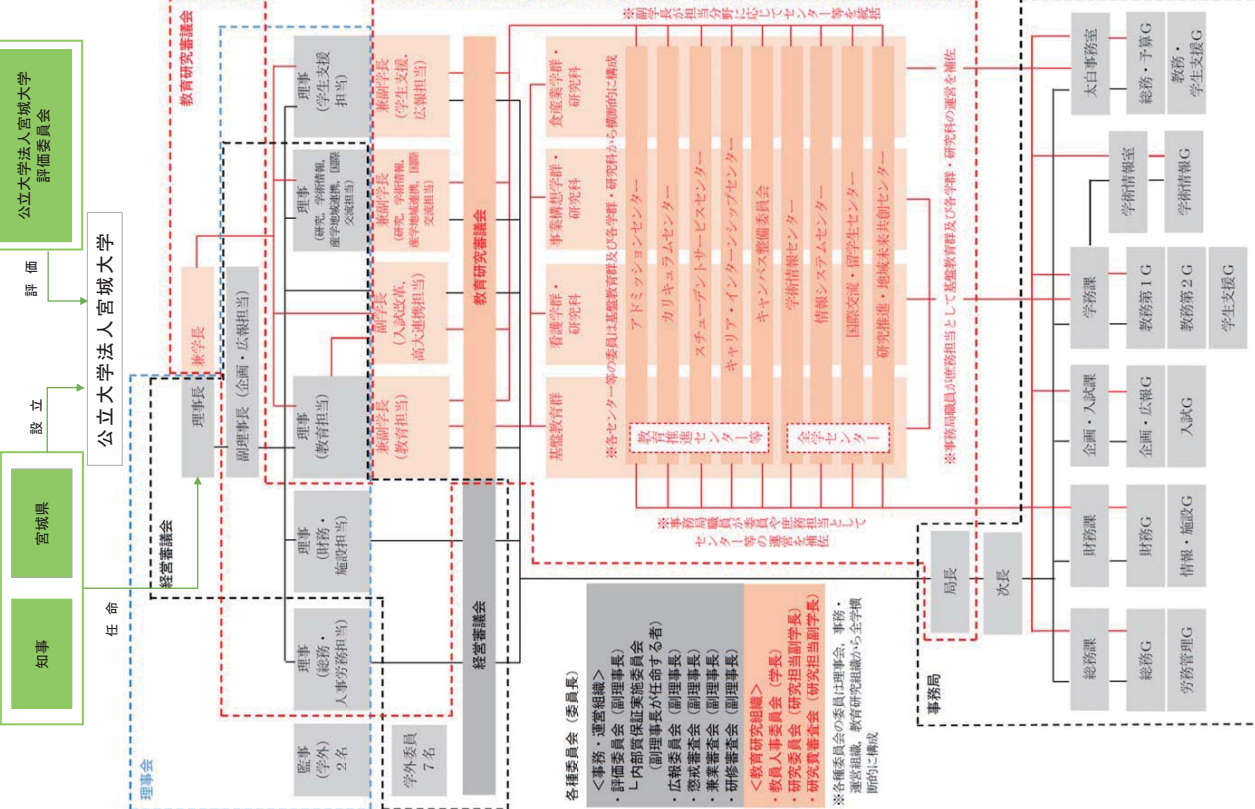 知事
宮城県
公立大学法人宮城大学
評価委員会
任命
設立
評価
公立大学法人宮城大学
理事会
経営審議会
教育研究審議会
理事長
兼学長
副理事長（企画・広報担当）
監事
（学外）
２名
理事
（総務・
人事労務担当）
理事
（財務・
施設担当）
理事
（教育担当）
理事
（研究，学術情報，
産学地域連携，国際
交流担当）
理事
（学生支援
担当）
兼副学長
（教育担当）
副学長
（入試改革，
高大連携担当）
兼副学長
（研究，学術情報，
産学地域連携，国際
交流担当）
兼副学長
（学生支援，
広報担当）
学外委員
７名
経営審議会
教育研究審議会
基盤教育群
看護学群・
研究科
事業構想学群・
研究科
食産業学群・
研究科
※各センター等の委員は基盤教育群及び各学群・研究科から横断的に構成
※副学長が担当分野に応じてセンター等を統括
教育
推進センター等
アドミッションセンター
カリキュラムセンター
スチューデントサービスセンター
キャリア・インターンシップセンター
キャンパス整備委員会
全学センター
学術情報センター
情報システムセンター
国際交流・留学生センター
研究推進・地域未来共創センター
※事務局職員が委員や庶務担当として
センター等の運営を補佐
※事務局職員が庶務担当として基盤教育群及び各学群・研究科の運営を補佐
各種委員会（委員長）
＜事務・運営組織＞
・評価委員会（副理事長）
└内部質保証実施委員会
（副理事長が任命する者）
・広報委員会（副理事長）
・懲戒審査会（副理事長）
・兼業審査会（副理事長）
・研修審査会（副理事長）
＜教育研究組織＞
・教員人事委員会（学長）
・研究委員会（研究担当副学長）
・研究費審査会（研究担当副学長）
※各種委員会の委員は理事会，事務・
運営組織，教育研究組織から全学横
断的に構成
事務局
局長
次長
総務課
総務G
労務管理G
財務課
財務G
情報・施設G
企画・入試課
企画・広報G
入試G
学務課
教務第１G
教務第２G
学生支援G
学術情報室
学術情報G
太白事務室
総務・予算G
教務・
学生支援G